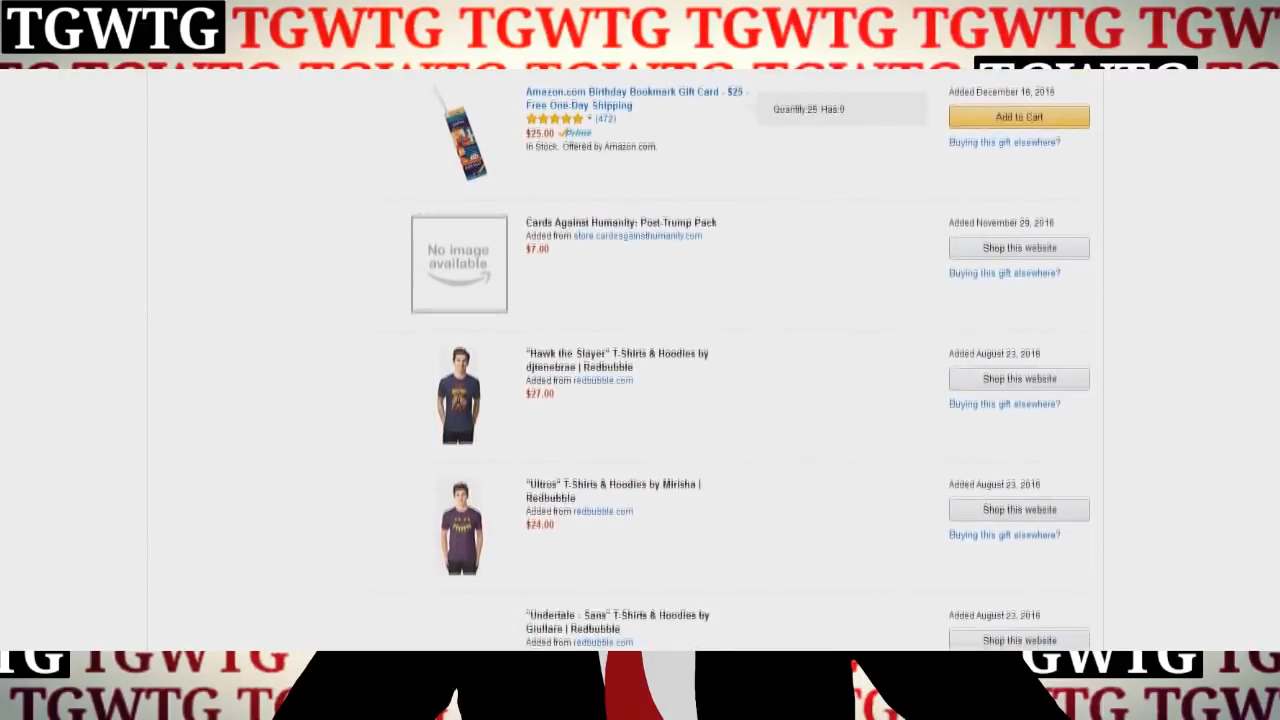 TGWTG TGWTG TGWTG TGWTG TGWTG TGW
Amazon.com Birthday Bookmark Gift Card - $25 -
Free One-Day Shipping
(472)
$25.00 Prime
In Stock. Offered by Amazon.com.
Quantity:25 Has:0
Added December 16, 2016
Add to Cart
Buying this gift elsewhere?
No image
available
Cards Against Humanity: Post-Trump Pack
Added from store.cardsagainsthumanity.com
$7.00
Added November 29, 2016
Shop this website
Buying this gift elsewhere?
"Hawk the Slayer" T-Shirts & Hoodies by
djtenebrae | Redbubble
Added from redbubble.com
$27.00
Added August 23, 2016
Shop this website
Buying this gift elsewhere?
"Ultros" T-Shirts & Hoodies by Mirisha |
Redbubble
Added from redbubble.com
$24.00
Added August 23, 2016
Shop this website
Buying this gift elsewhere?
"Undertale - Sans" T-Shirts & Hoodies by
Giullare | Redbubble
Added from redbubble.com
Added August 23, 2016
Shop this website
TG TGWTG GWTG TG
TGWTG TGWTG TGWTG